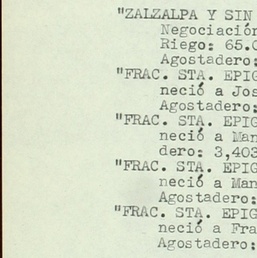 "ZALZALPA Y SIN
Negociación
Riego: 65.0
Agostadero:
"FRAC. STA. EPIG
neció a Jos
Agostadero:
"FRAC. STA. EPIG
neció a Man
dero: 3,403
"FRAC. STA. EPIG
neció a Man
Agostadero:
"FRAC. STA. EPIG
neció a Fra
Agostadero: